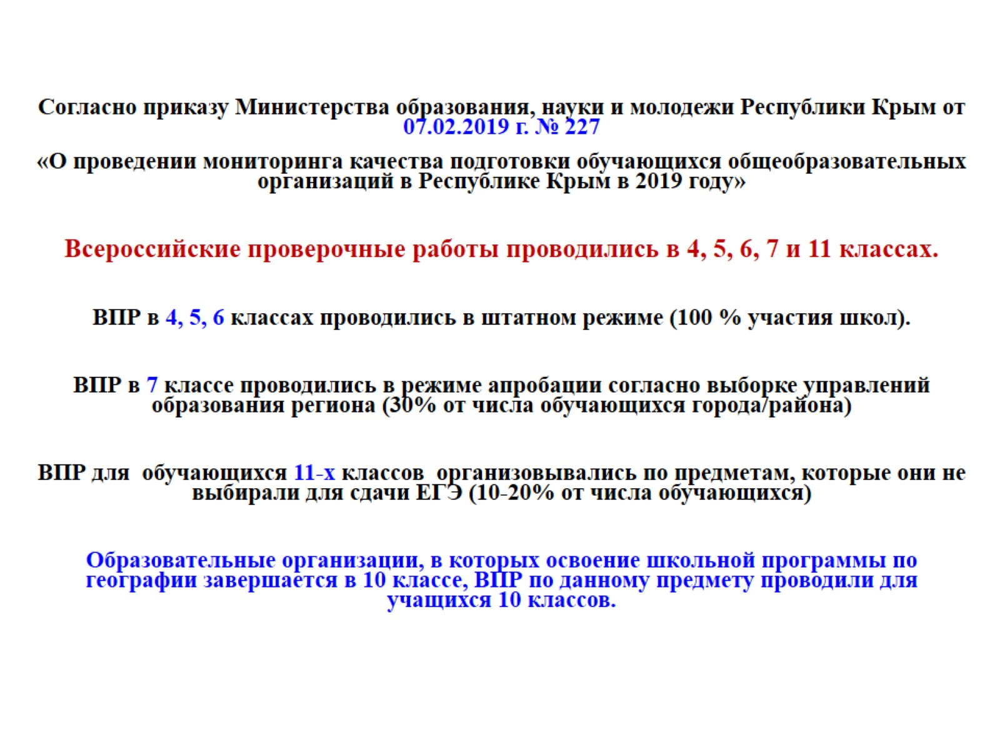 Согласно приказу Министерства образования, науки и молодежи Республики Крым от
07.02.2019 г. № 227
«О проведении мониторинга качества подготовки обучающихся общеобразовательных
организаций в Республике Крым в 2019 году»
Всероссийские проверочные работы проводились в 4, 5, 6, 7 и 11 классах.
ВПР в 4, 5, 6 классах проводились в штатном режиме (100 % участия школ).
ВПР в 7 классе проводились в режиме апробации согласно выборке управлений
образования региона (30% от числа обучающихся города/района)
ВПР для  обучающихся 11-х классов  организовывались по предметам, которые они не
выбирали для сдачи ЕГЭ (10-20% от числа обучающихся)
Образовательные организации, в которых освоение школьной программы по
географии завершается в 10 классе, ВПР по данному предмету проводили для
учащихся 10 классов.